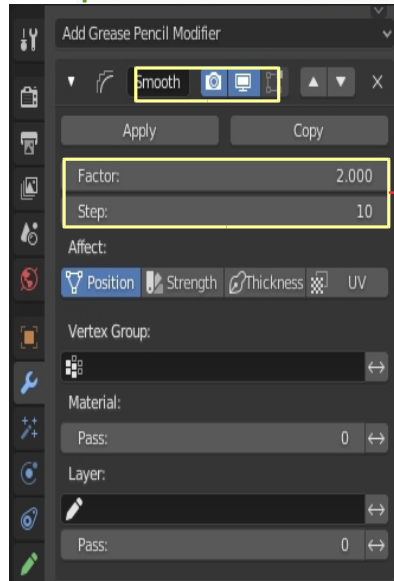 Add Grease Pencil Modifier
Smooth
Apply Copy
Factor: 2.000
Step: 10
Affect:
Position Strength Thickness UV
Vertex Group:
Material:
Pass: 0
Layer:
Pass: 0